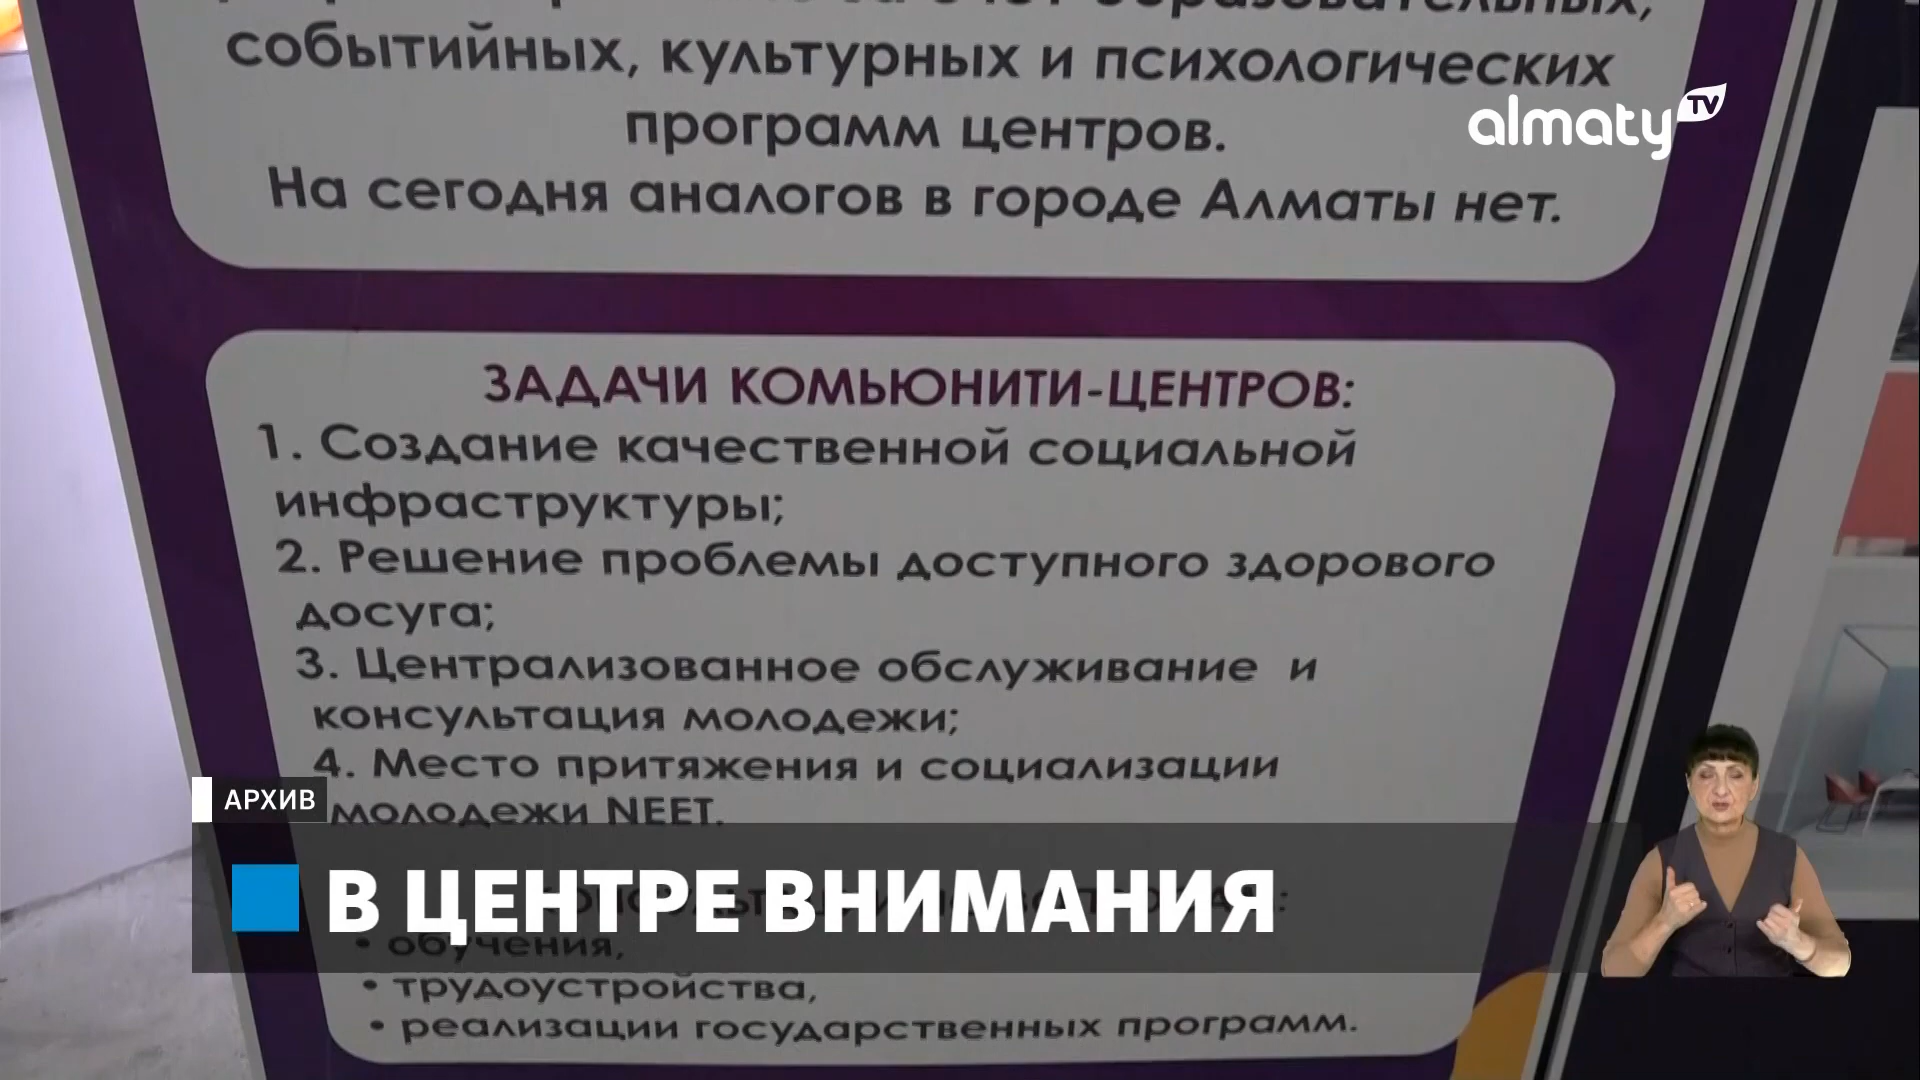 событийных, культурных и психологических
программ центров.
На сегодня аналогов в городе Алматы нет.
almaty TV
ЗАДАЧИ КОМЬЮНИТИ-ЦЕНТРОВ:
1. Создание качественной социальной
инфраструктуры;
2. Решение проблемы доступного здорового
досуга;
3. Централизованное обслуживание и
консультация молодежи;
4. Место притяжения и социализации
молодежи NEET.
АРХИВ
В ЦЕНТРЕ ВНИМАНИЯ
• обучения,
• трудоустройства,
• реализации государственных программ.